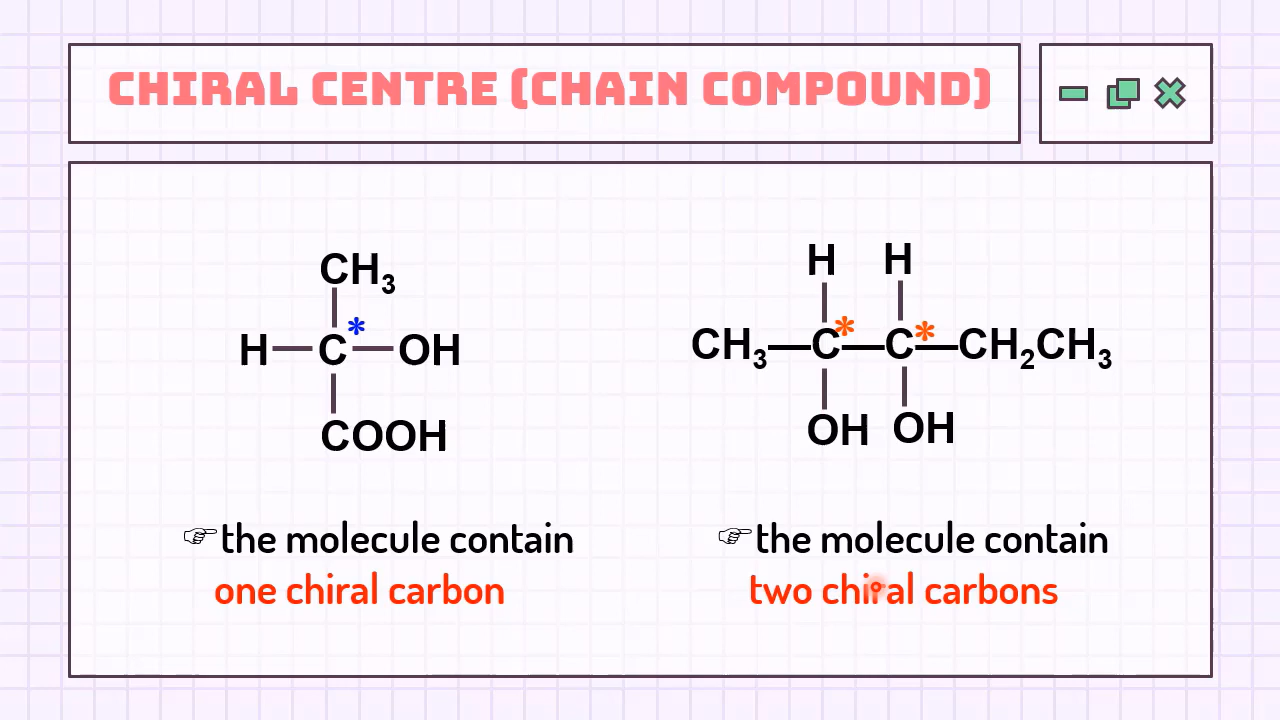 CHIRAL CENTRE (CHAIN COMPOUND)
CH3
H C * OH
COOH
H H
CH3 C * C * CH2CH3
OH OH
☞the molecule contain
one chiral carbon
☞the molecule contain
two chiral carbons